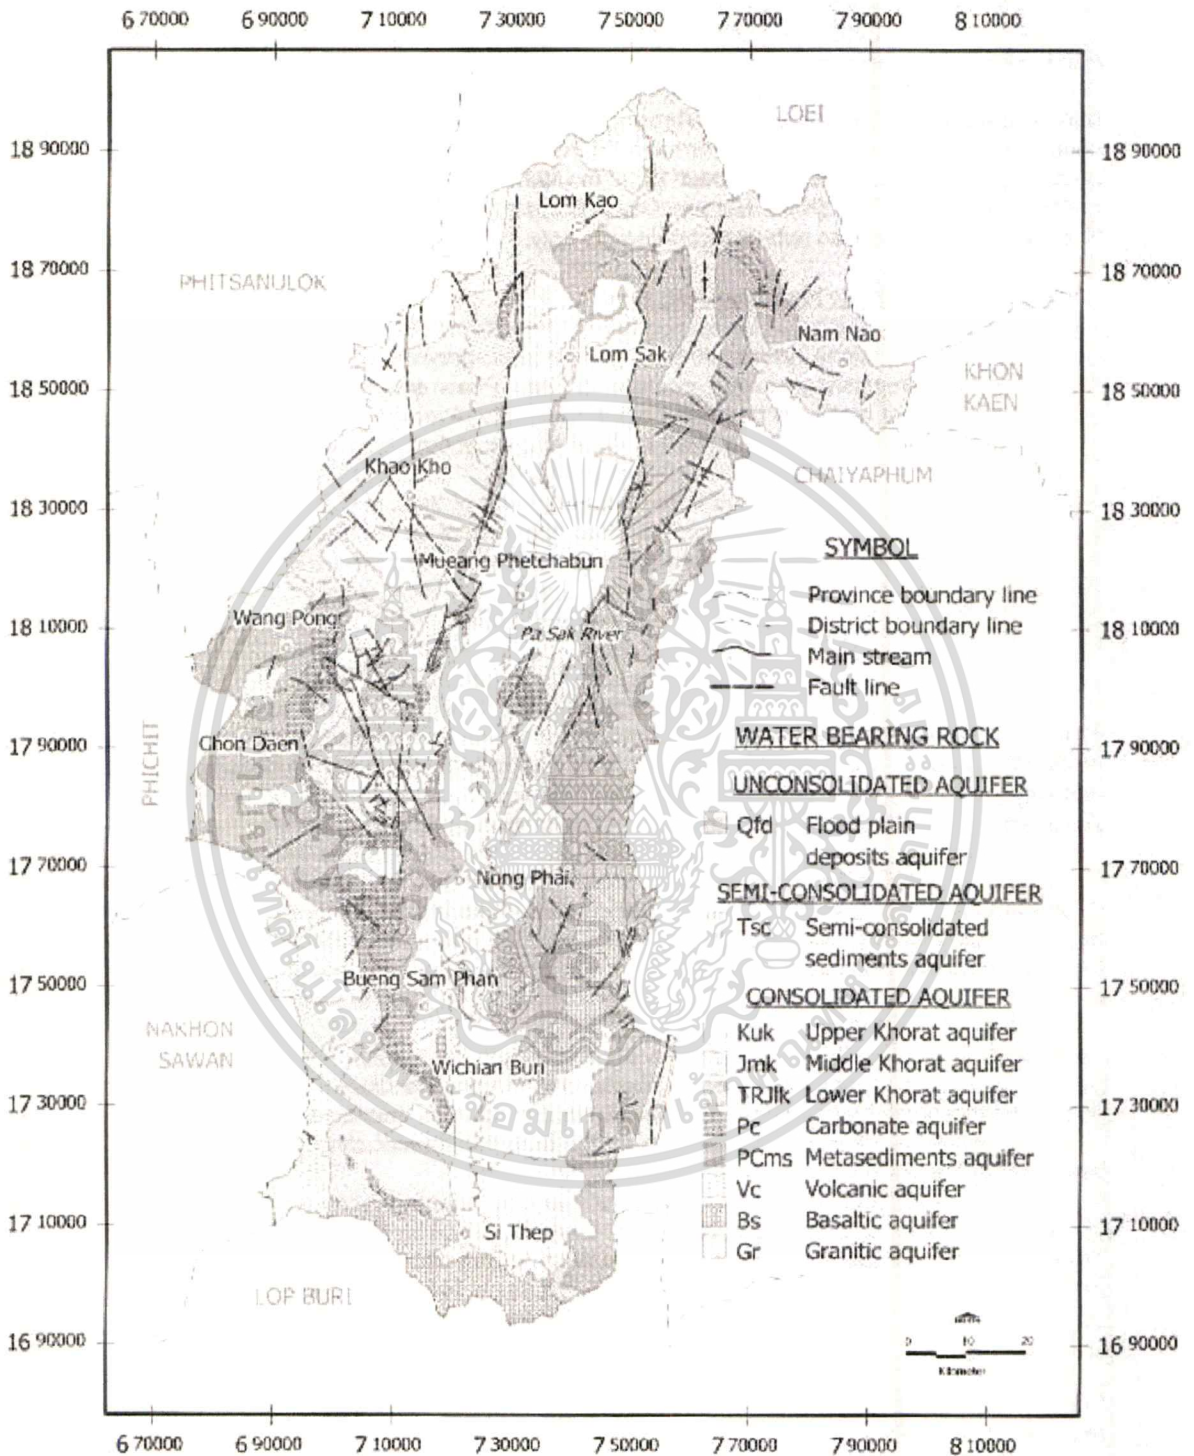 6 70000 6 90000 7 10000 7 30000 7 50000 7 70000 7 90000 8 10000
LOEI
18 90000 18 90000
Lom Kao
18 70000 18 70000
PHITSANULOK
Nam Nao
Lom Sak
KHON
KAEN
18 50000 18 50000
Khao Kho
CHAIYAPHUM
18 30000 18 30000
SYMBOL
Mueang Phetchabun
Province boundary line
Wang Pong
District boundary line
18 10000 18 10000
Pa Sak River
Main stream
Fault line
PHICHIT
Chon Daen
17 90000 17 90000
WATER BEARING ROCK
UNCONSOLIDATED AQUIFER
Qfd Flood plain
deposits aquifer
17 70000 17 70000
Nong Phai
SEMI-CONSOLIDATED AQUIFER
Tsc Semi-consolidated
sediments aquifer
Bueng Sam Phan
17 50000 17 50000
CONSOLIDATED AQUIFER
NAKHON
SAWAN
Kuk Upper Khorat aquifer
Jmk Middle Khorat aquifer
Wichian Buri
TRJlk Lower Khorat aquifer
17 30000 17 30000
Pc Carbonate aquifer
PCms Metasediments aquifer
Vc Volcanic aquifer
17 10000 17 10000
Bs Basaltic aquifer
Si Thep
Gr Granitic aquifer
LOP BURI
16 90000 16 90000
0 10 20
Kilometer
6 70000 6 90000 7 10000 7 30000 7 50000 7 70000 7 90000 8 10000